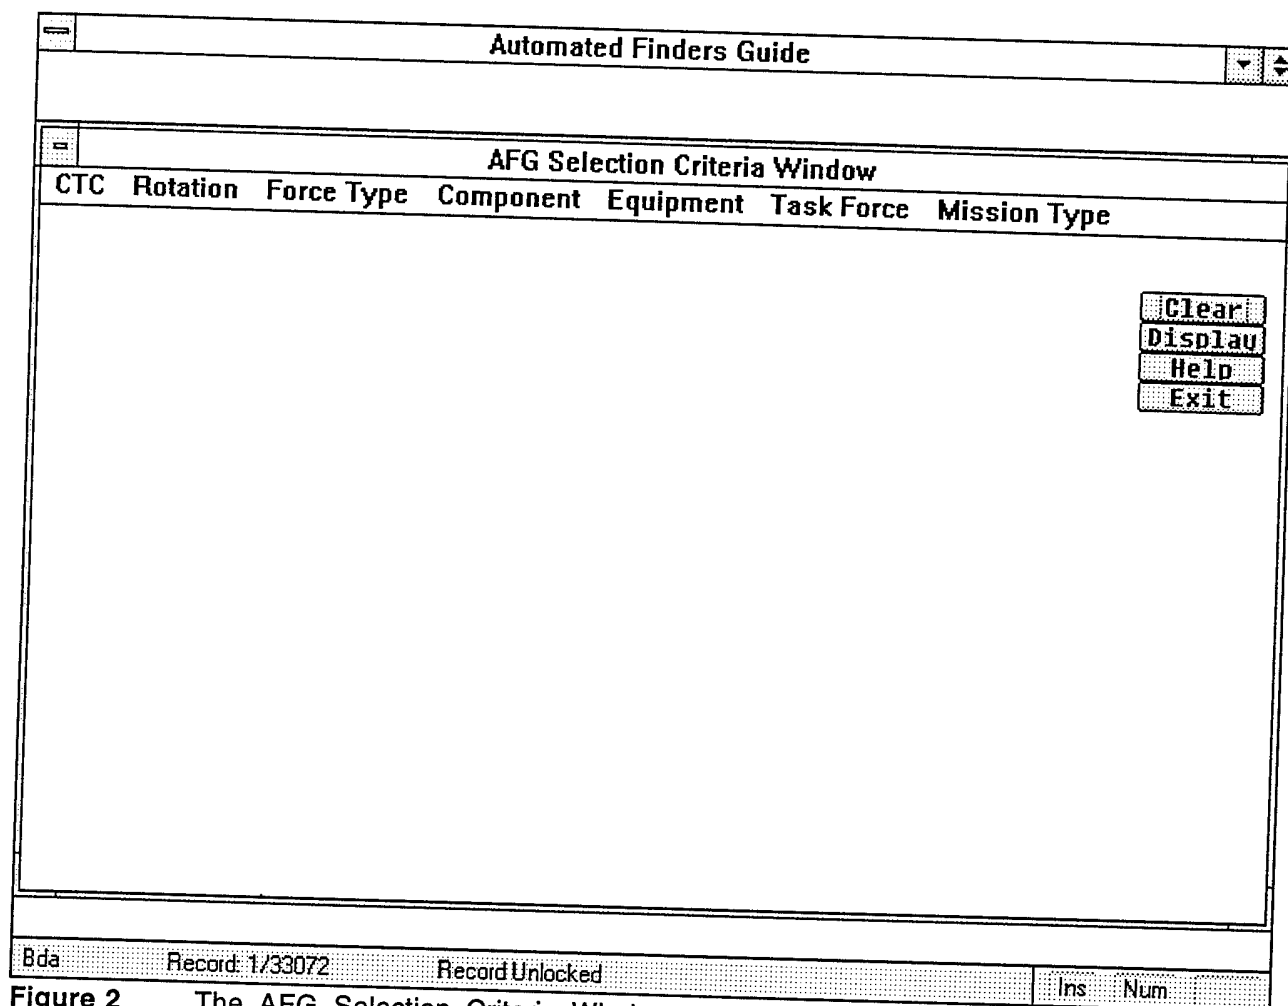 Automated Finders Guide
AFG Selection Criteria Window
CTC Rotation Force Type Component Equipment Task Force Mission Type
Clear
Display
Help
Exit
Bda Record: 1/33072 Record Unlocked Ins Num
Figure 2 The AFG Selection Criteria